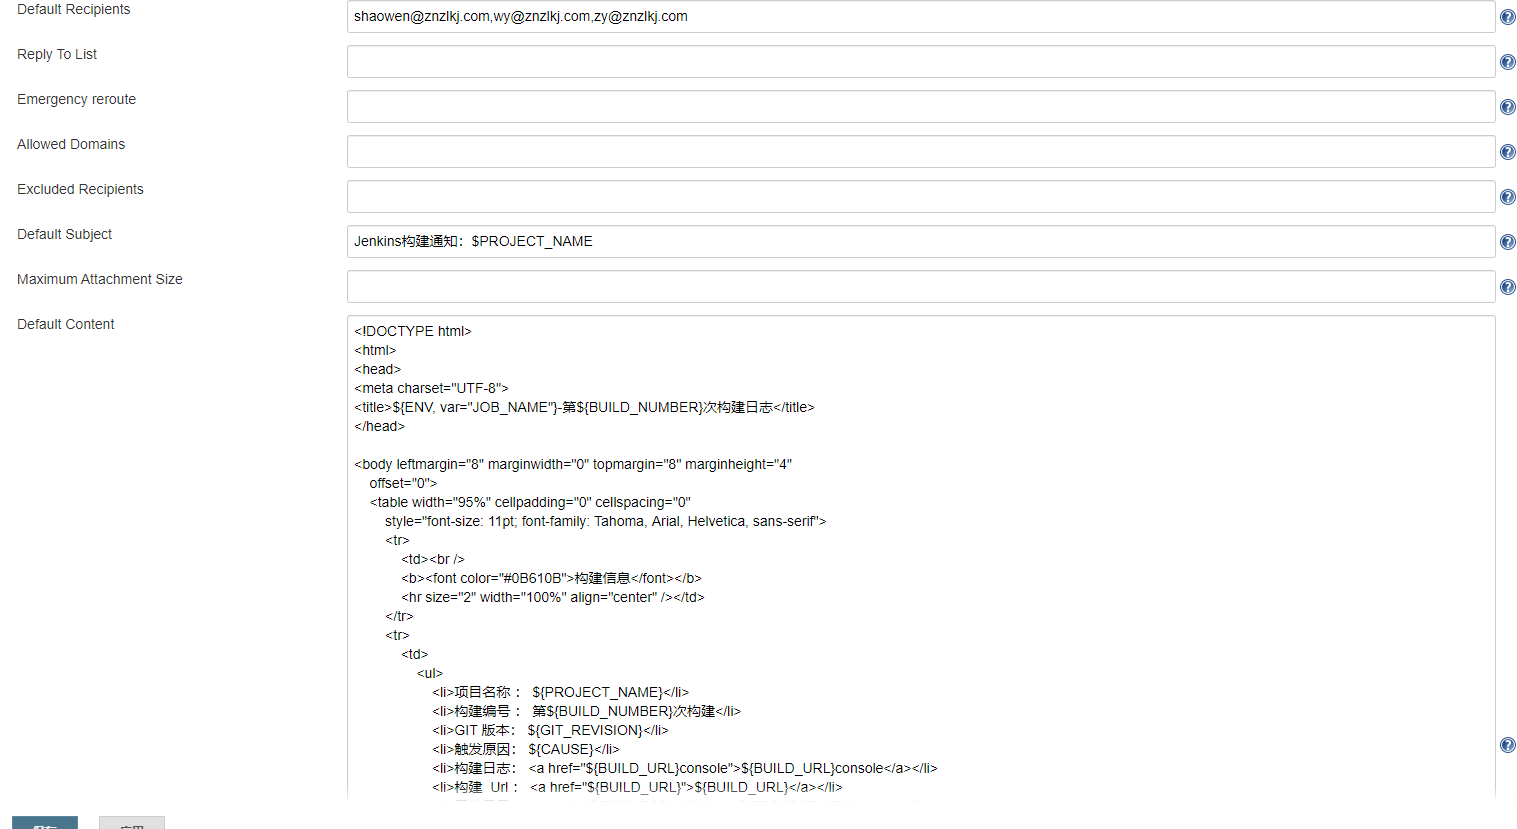 Default Recipients
shaowen@znzlkj.com,wy@znzlkj.com,zy@znzlkj.com
Reply To List
Emergency reroute
Allowed Domains
Excluded Recipients
Default Subject
Jenkins构建通知：$PROJECT_NAME
Maximum Attachment Size
Default Content
<!DOCTYPE html>
<html>
<head>
<meta charset="UTF-8">
<title>${ENV, var="JOB_NAME"}-第${BUILD_NUMBER}次构建日志</title>
</head>
<body leftmargin="8" marginwidth="0" topmargin="8" marginheight="4"
offset="0">
<table width="95%" cellpadding="0" cellspacing="0"
style="font-size: 11pt; font-family: Tahoma, Arial, Helvetica, sans-serif">
<tr>
<td><br />
<b><font color="#0B610B">构建信息</font></b>
<hr size="2" width="100%" align="center" /></td>
</tr>
<tr>
<td>
<ul>
<li>项目名称 ： ${PROJECT_NAME}</li>
<li>构建编号 ： 第${BUILD_NUMBER}次构建</li>
<li>GIT 版本： ${GIT_REVISION}</li>
<li>触发原因： ${CAUSE}</li>
<li>构建日志： <a href="${BUILD_URL}console">${BUILD_URL}console</a></li>
<li>构建  Url ： <a href="${BUILD_URL}">${BUILD_URL}</a></li>